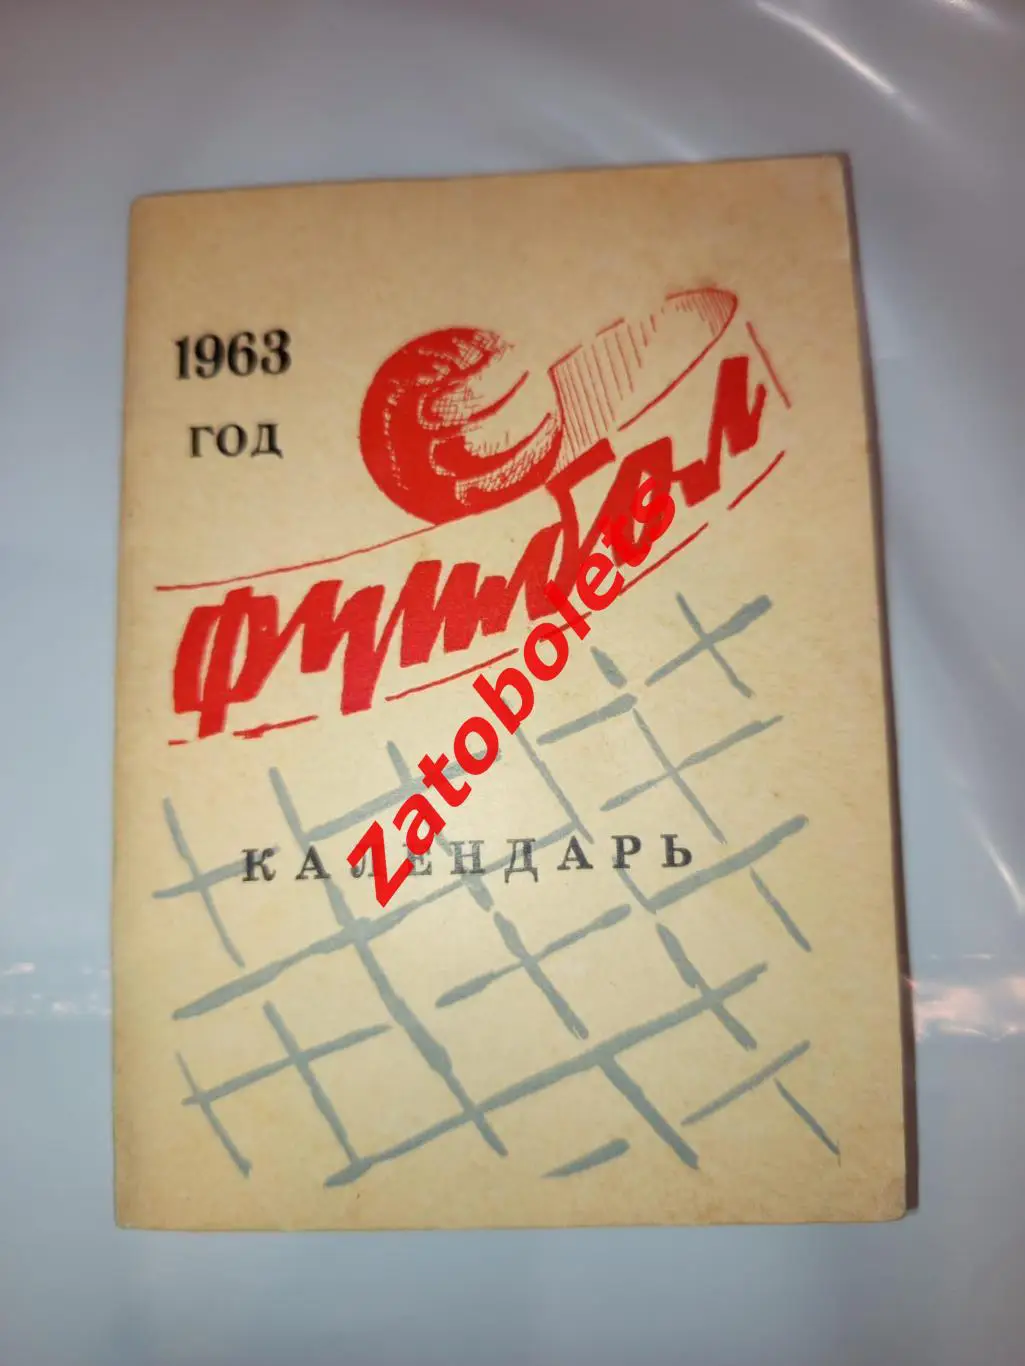 1963
ГОД
футбол
КАЛЕНДАРЬ
Zatobolets